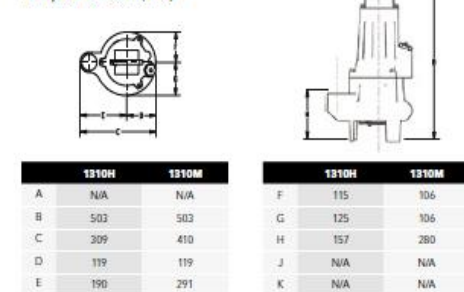 1310H 1310M
A N/A N/A
B 503 503
C 309 410
D 119 119
E 190 291
1310H 1310M
F 115 106
G 125 106
H 157 280
J N/A N/A
K N/A N/A